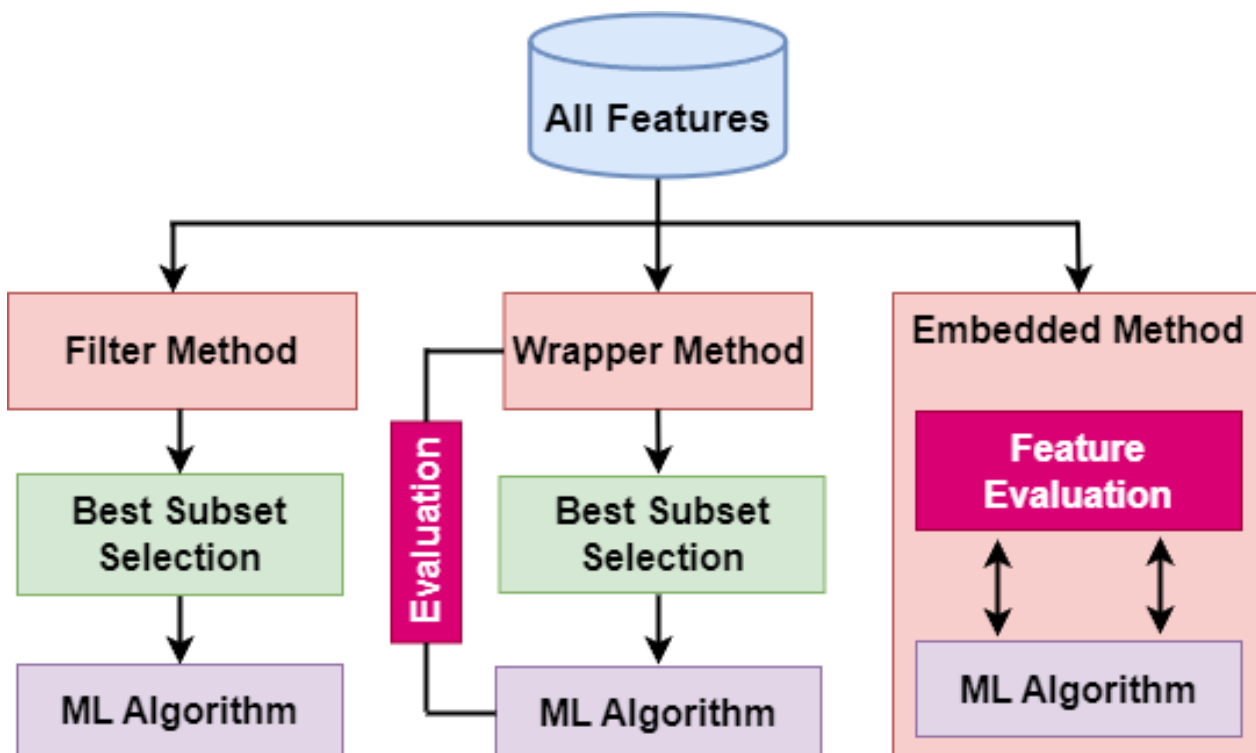 All Features
Filter Method
Best Subset
Selection
ML Algorithm
Evaluation
Wrapper Method
Best Subset
Selection
ML Algorithm
Embedded Method
Feature
Evaluation
ML Algorithm